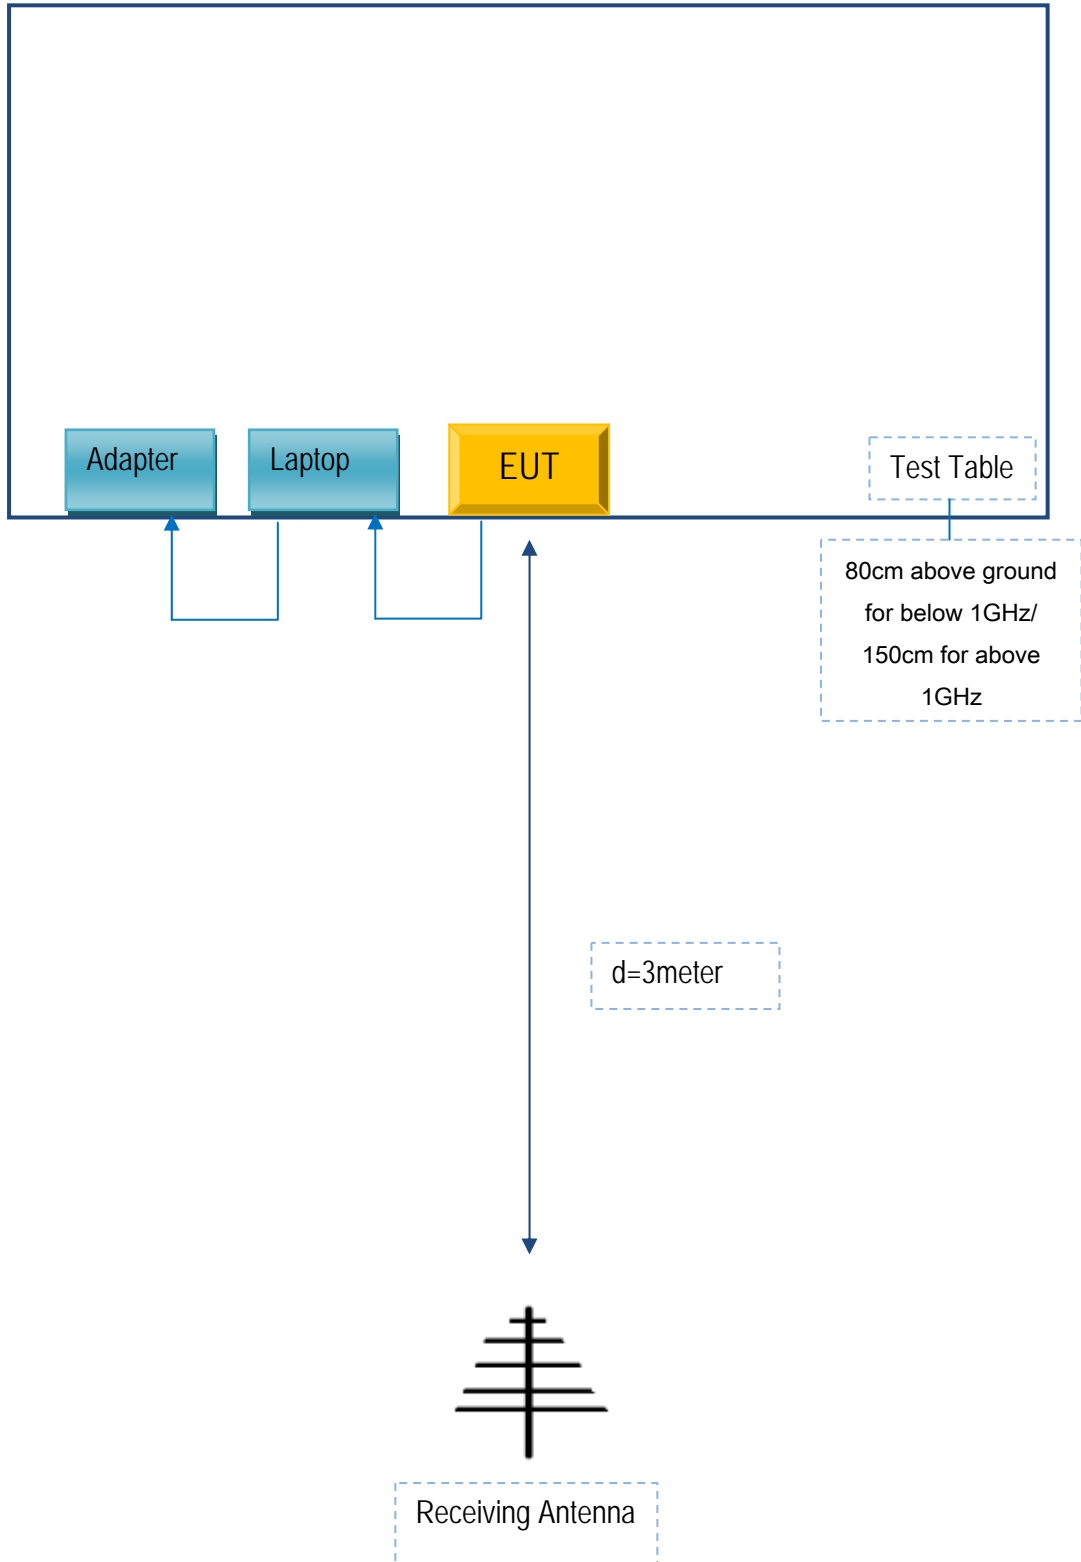 Adapter
Laptop
EUT
Test Table
80cm above ground
for below 1GHz/
150cm for above
1GHz
d=3meter
Receiving Antenna